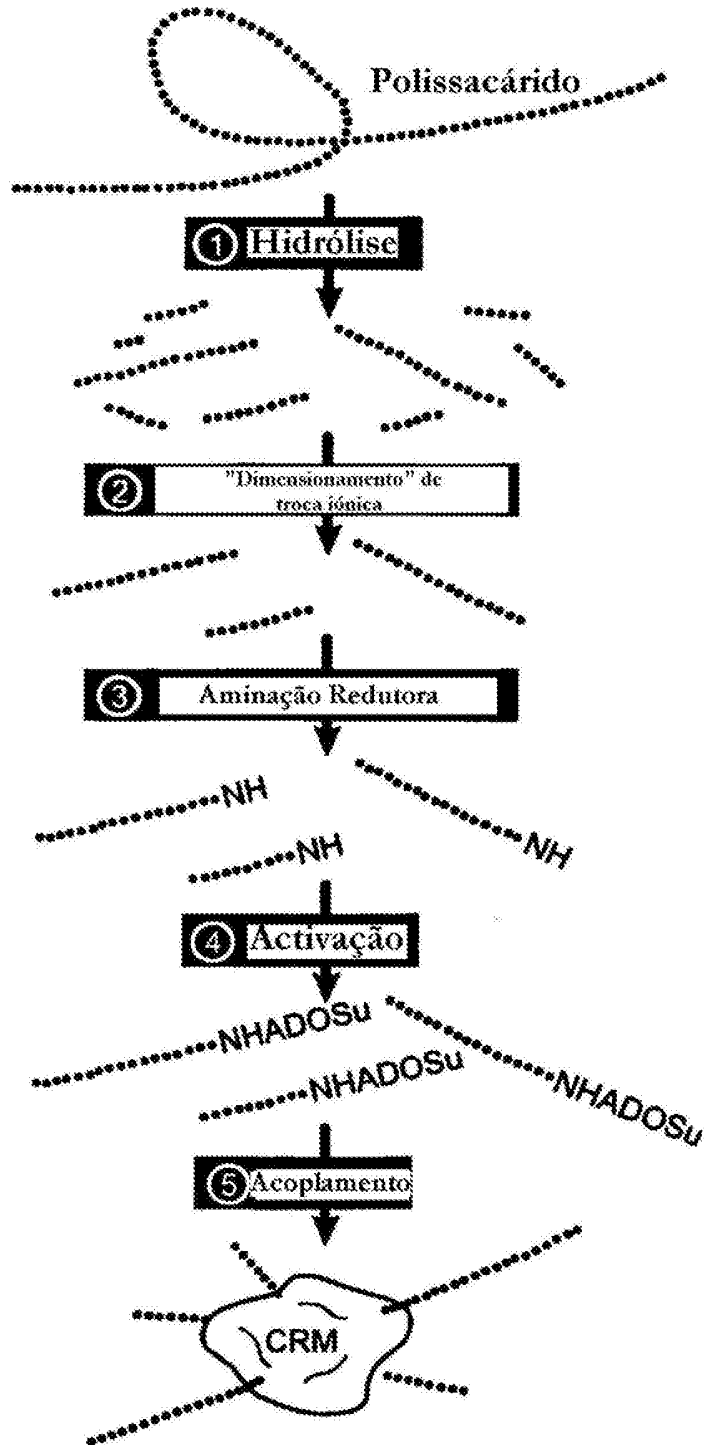 Polissacárido
1 Hidrólise
2 "Dimensionamento" de
troca iónica
3 Aminação Redutora
NH
NH
NH
4 Activação
NHADOSu
NHADOSu
NHADOSu
5 Acoplamento
CRM